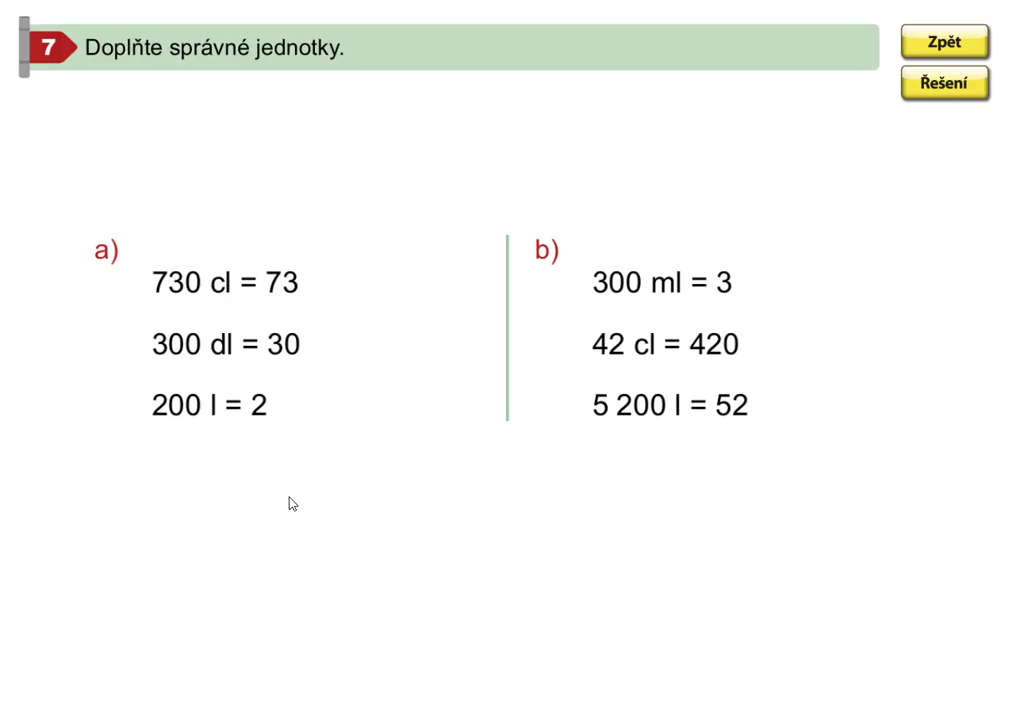 7 Doplňte správné jednotky.
Zpět
Řešení
a)
730 cl = 73
300 dl = 30
200 l = 2
b)
300 ml = 3
42 cl = 420
5 200 l = 52